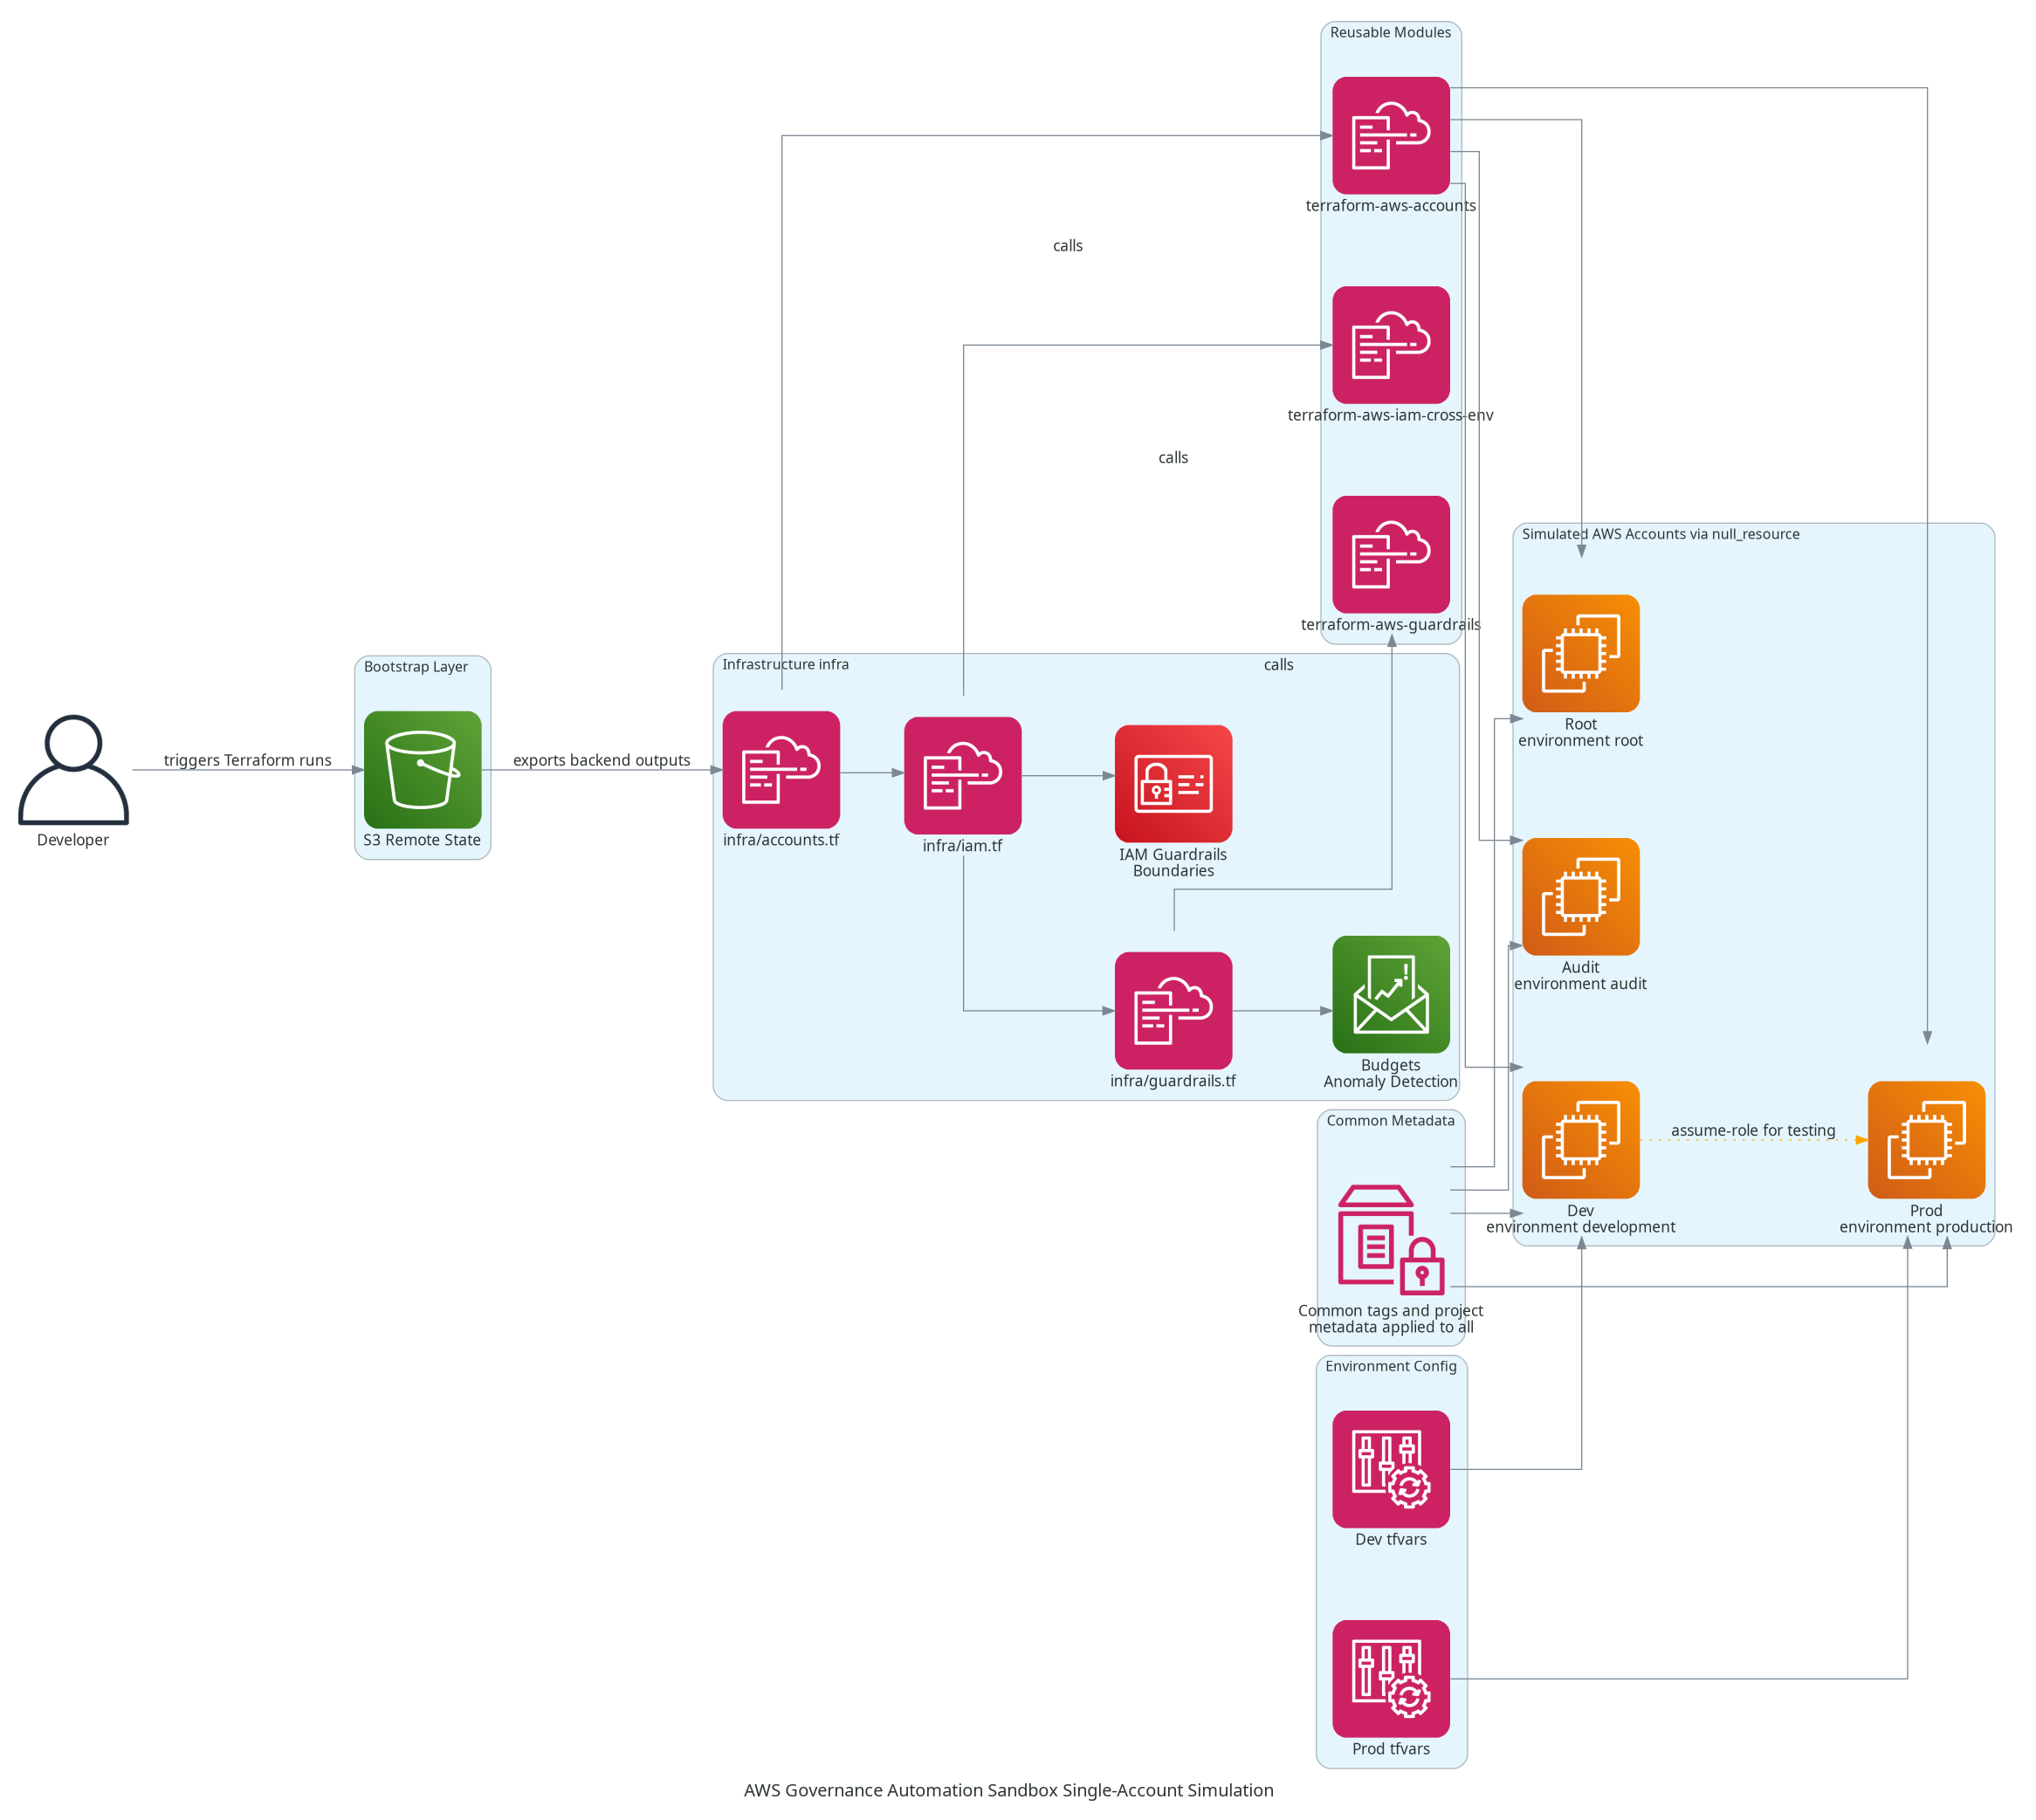 Reusable Modules
terraform-aws-accounts
calls
terraform-aws-iam-cross-env
calls
terraform-aws-guardrails
calls
Simulated AWS Accounts via null_resource
Root
environment root
Audit
environment audit
Dev
environment development
assume-role for testing
Prod
environment production
Developer
triggers Terraform runs
Bootstrap Layer
S3 Remote State
exports backend outputs
Infrastructure infra
infra/accounts.tf
infra/iam.tf
IAM Guardrails
Boundaries
infra/guardrails.tf
Budgets
Anomaly Detection
Common Metadata
Common tags and project
metadata applied to all
Environment Config
Dev tfvars
Prod tfvars
AWS Governance Automation Sandbox Single-Account Simulation